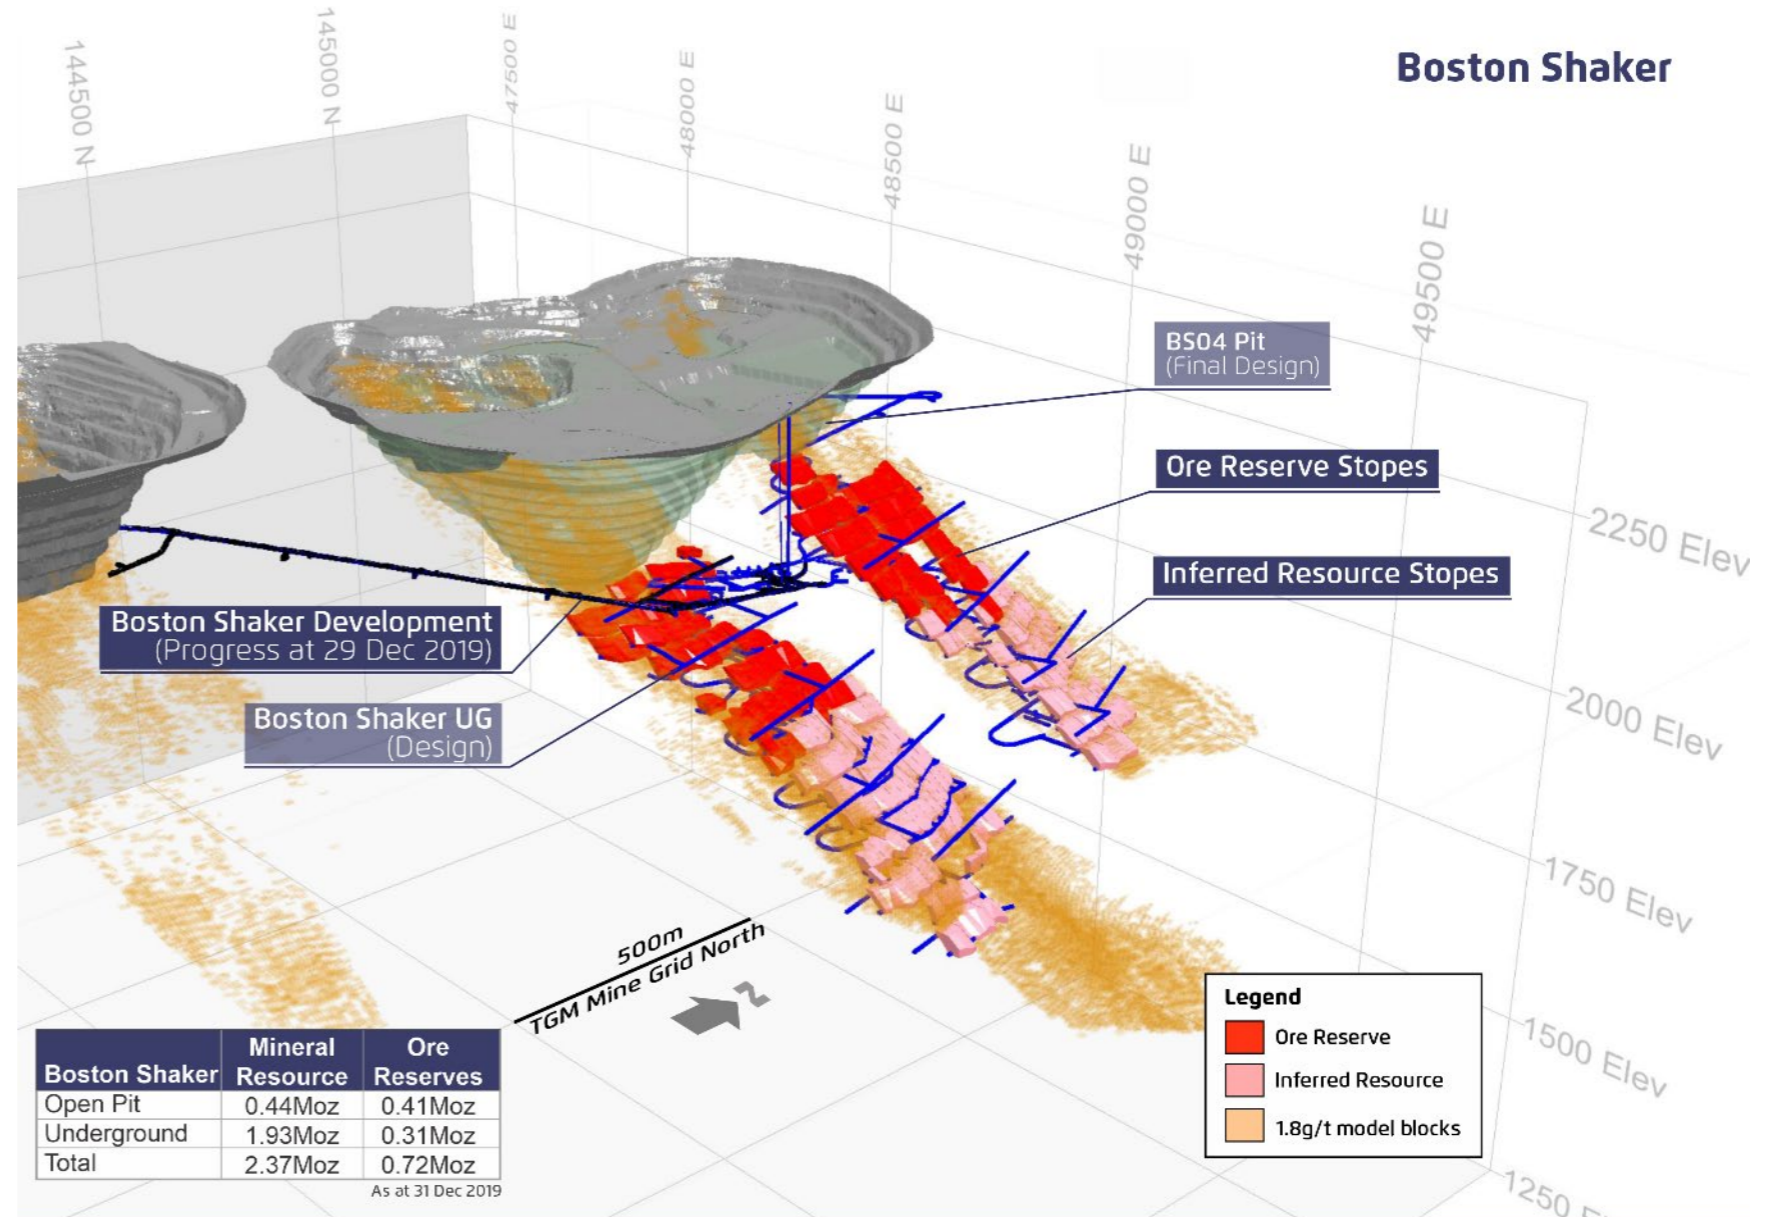 Boston Shaker
144500 N
145000 N
47500 E
48000 E
48500 E
49000 E
49500 E
BS04 Pit
(Final Design)
Ore Reserve Stopes
Inferred Resource Stopes
2250 Elev
2000 Elev
1750 Elev
1500 Elev
1250
Boston Shaker Development
(Progress at 29 Dec 2019)
Boston Shaker UG
(Design)
500m
TGM Mine Grid North
N
Legend
Ore Reserve
Inferred Resource
1.8g/t model blocks
Boston Shaker Mineral Resource Ore Reserves
Open Pit 0.44Moz 0.41Moz
Underground 1.93Moz 0.31Moz
Total 2.37Moz 0.72Moz
As at 31 Dec 2019